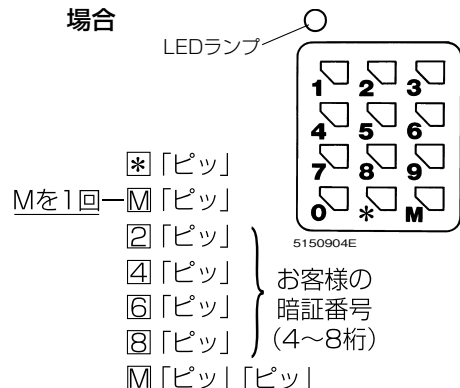 場合
LEDランプ
1 2 3
4 5 6
7 8 9
0 * M
5150904E
* 「ピッ」
Mを1回 M 「ピッ」
2 「ピッ」
4 「ピッ」
6 「ピッ」
8 「ピッ」
お客様の
暗証番号
(4〜8桁)
M 「ピッ」「ピッ」